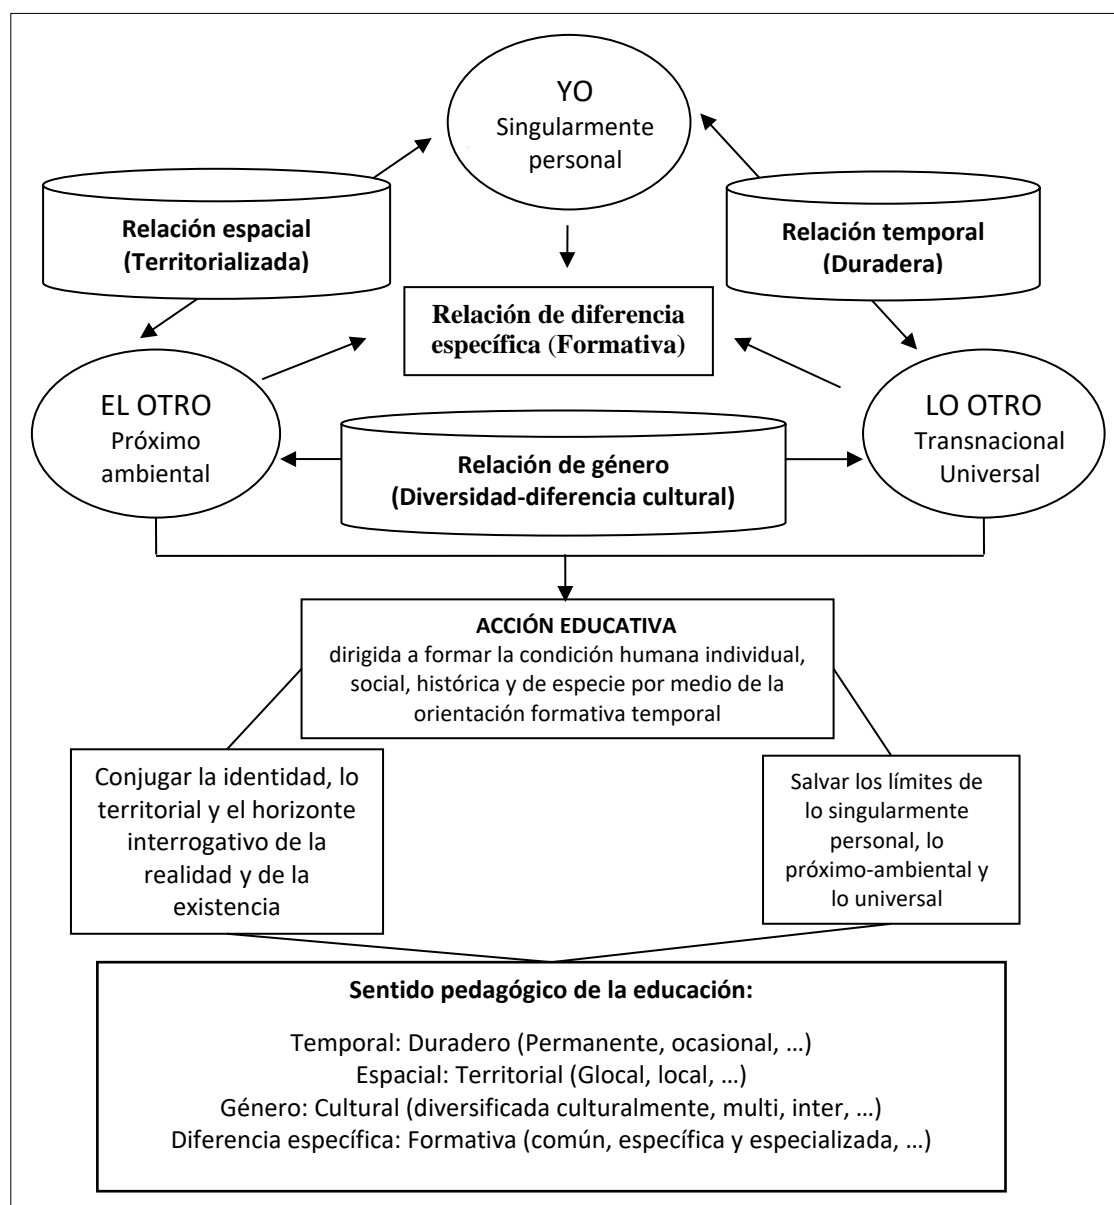 YO
Singularmente
personal
Relación espacial
(Territorializada)
Relación temporal
(Duradera)
Relación de diferencia
específica (Formativa)
EL OTRO
Próximo
ambiental
LO OTRO
Transnacional
Universal
Relación de género
(Diversidad-diferencia cultural)
ACCIÓN EDUCATIVA
dirigida a formar la condición humana individual,
social, histórica y de especie por medio de la
orientación formativa temporal
Conjugar la identidad, lo
territorial y el horizonte
interrogativo de la
realidad y de la
existencia
Salvar los límites de
lo singularmente
personal, lo
próximo-ambiental y
lo universal
Sentido pedagógico de la educación:
Temporal: Duradero (Permanente, ocasional, …)
Espacial: Territorial (Glocal, local, …)
Género: Cultural (diversificada culturalmente, multi, inter, …)
Diferencia específica: Formativa (común, específica y especializada, …)